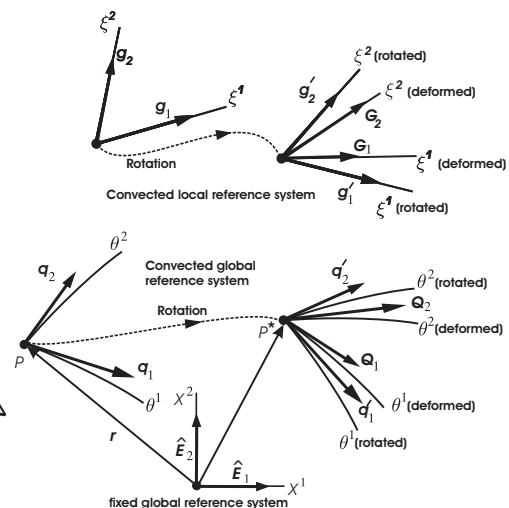 ξ²
g₂
g₁
ξ¹
Rotation
ξ² (rotated)
g₂′
ξ² (deformed)
G₂
G₁
ξ¹ (deformed)
g₁′
ξ¹ (rotated)
Convected local reference system
θ²
q₂
Convected global
reference system
Rotation
P
q₁
θ¹
r
P*
q₂′
θ² (rotated)
Q₂
θ² (deformed)
Q₁
q₁′
θ¹ (deformed)
θ¹ (rotated)
X²
Ê₂
Ê₁
X¹
fixed global reference system